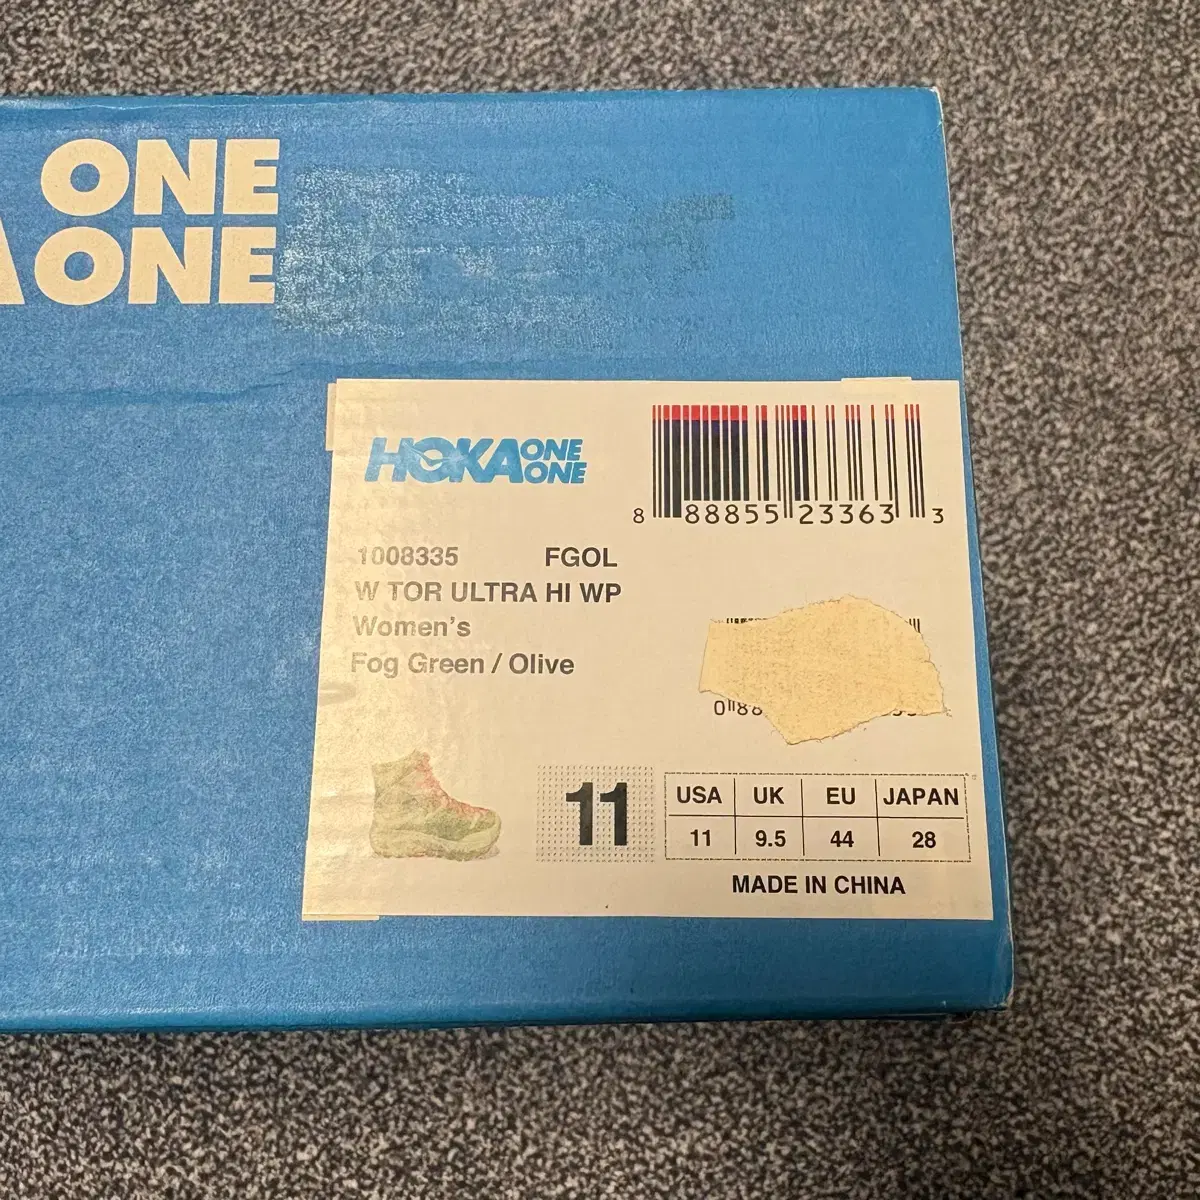 ONE
ONE
HOKA ONE ONE
8 88855 23363 3
1008335 FGOL
W TOR ULTRA HI WP
Women's
Fog Green / Olive
11
USA UK EU JAPAN
11 9.5 44 28
MADE IN CHINA